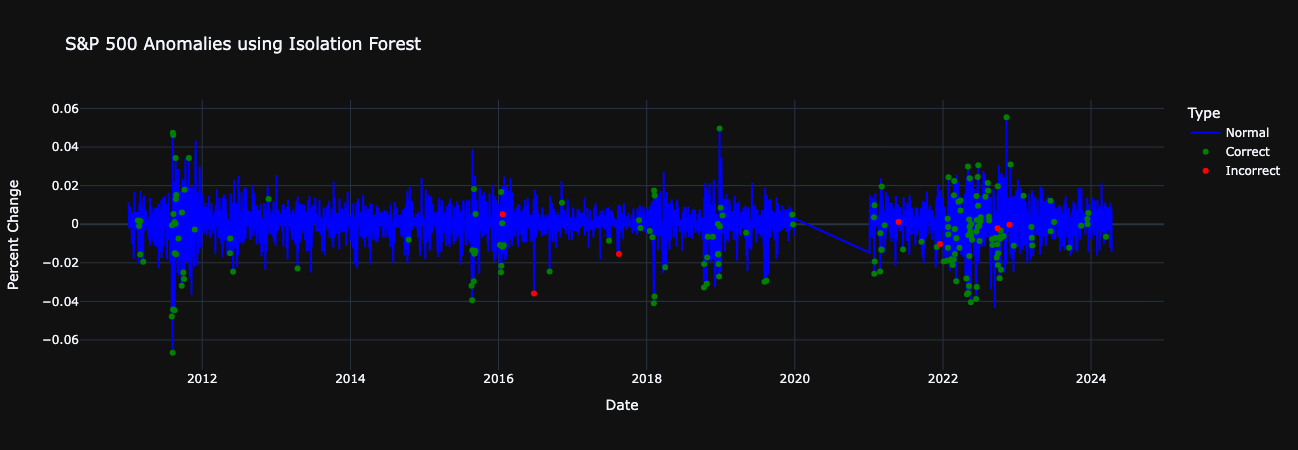 S&P 500 Anomalies using Isolation Forest
Type
Normal
Correct
Incorrect
Percent Change
0.06
0.04
0.02
0
−0.02
−0.04
−0.06
2012 2014 2016 2018 2020 2022 2024
Date